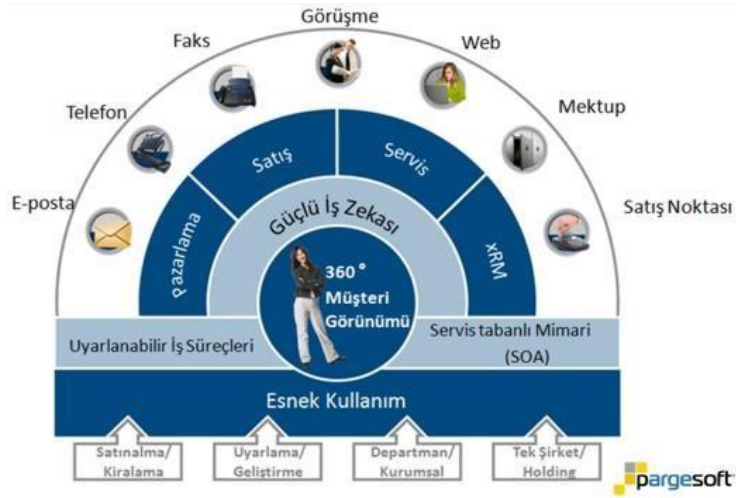 Görüşme
Faks
Web
Telefon
Mektup
E-posta
Satış Noktası
Pazarlama
Satış
Servis
xRM
Güçlü İş Zekası
360°
Müşteri
Görünümü
Uyarlanabilir İş Süreçleri
Servis tabanlı Mimari
(SOA)
Esnek Kullanım
Satınalma/
Kiralama
Uyarlama/
Geliştirme
Departman/
Kurumsal
Tek Şirket/
Holding
pargesoft